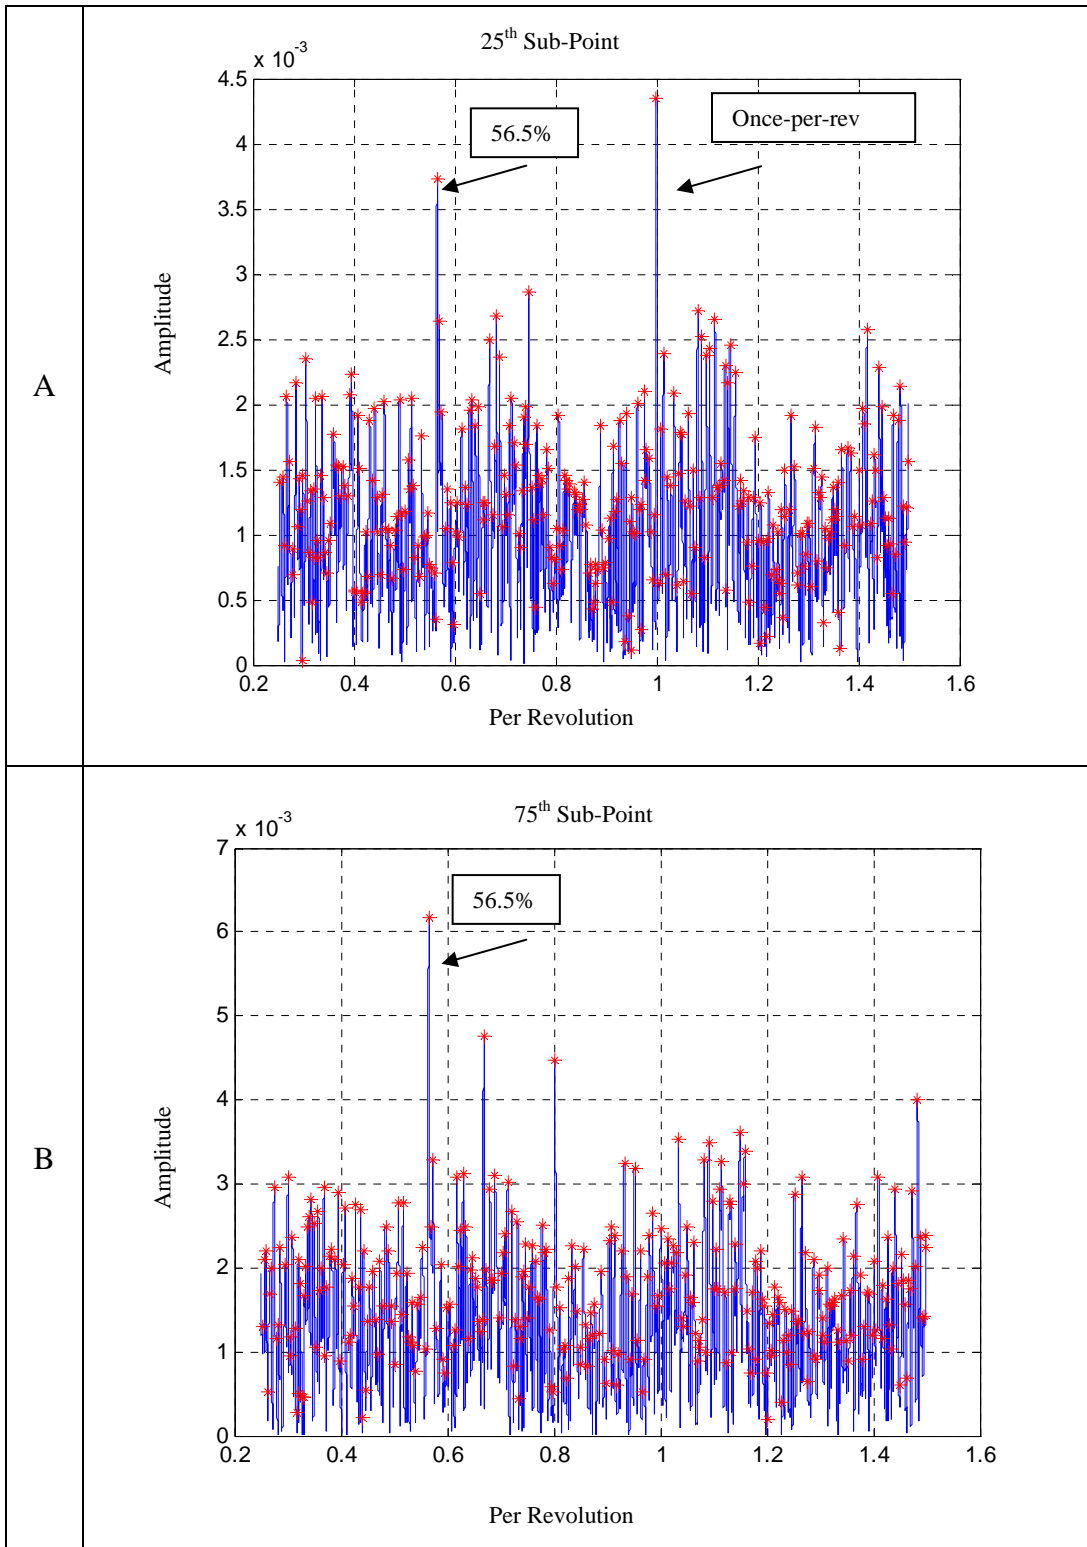 A
25th Sub-Point
x 10-3
4.5
4
3.5
3
2.5
2
1.5
1
0.5
0
56.5%
Once-per-rev
Amplitude
0.2 0.4 0.6 0.8 1 1.2 1.4 1.6
Per Revolution
B
75th Sub-Point
x 10-3
7
6
5
4
3
2
1
0
56.5%
Amplitude
0.2 0.4 0.6 0.8 1 1.2 1.4 1.6
Per Revolution